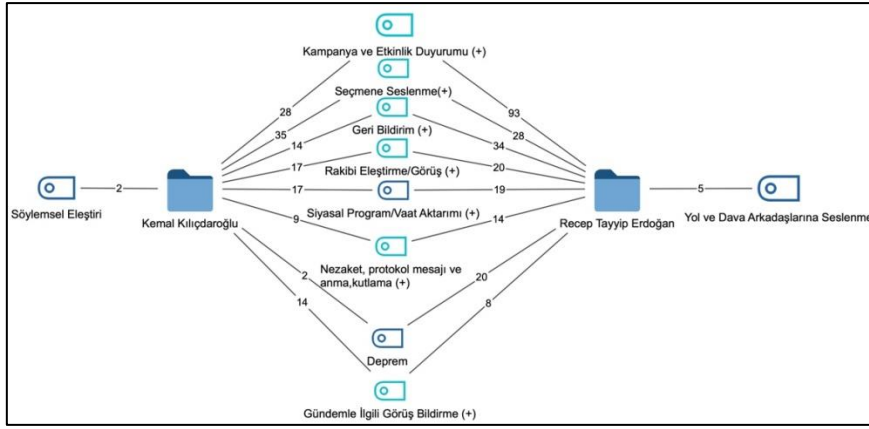 Kampanya ve Etkinlik Duyurumu (+)
Seçmene Seslenme(+)
28
93
35
28
Geri Bildirim (+)
14
34
17
Rakibi Eleştirme/Görüş (+)
20
2
17
19
5
Söylemsel Eleştiri
Kemal Kılıçdaroğlu
Siyasal Program/Vaat Aktarımı (+)
Recep Tayyip Erdoğan
Yol ve Dava Arkadaşlarına Seslenme
9
14
Nezaket, protokol mesajı ve
anma,kutlama (+)
2
20
14
8
Deprem
Gündemle İlgili Görüş Bildirme (+)